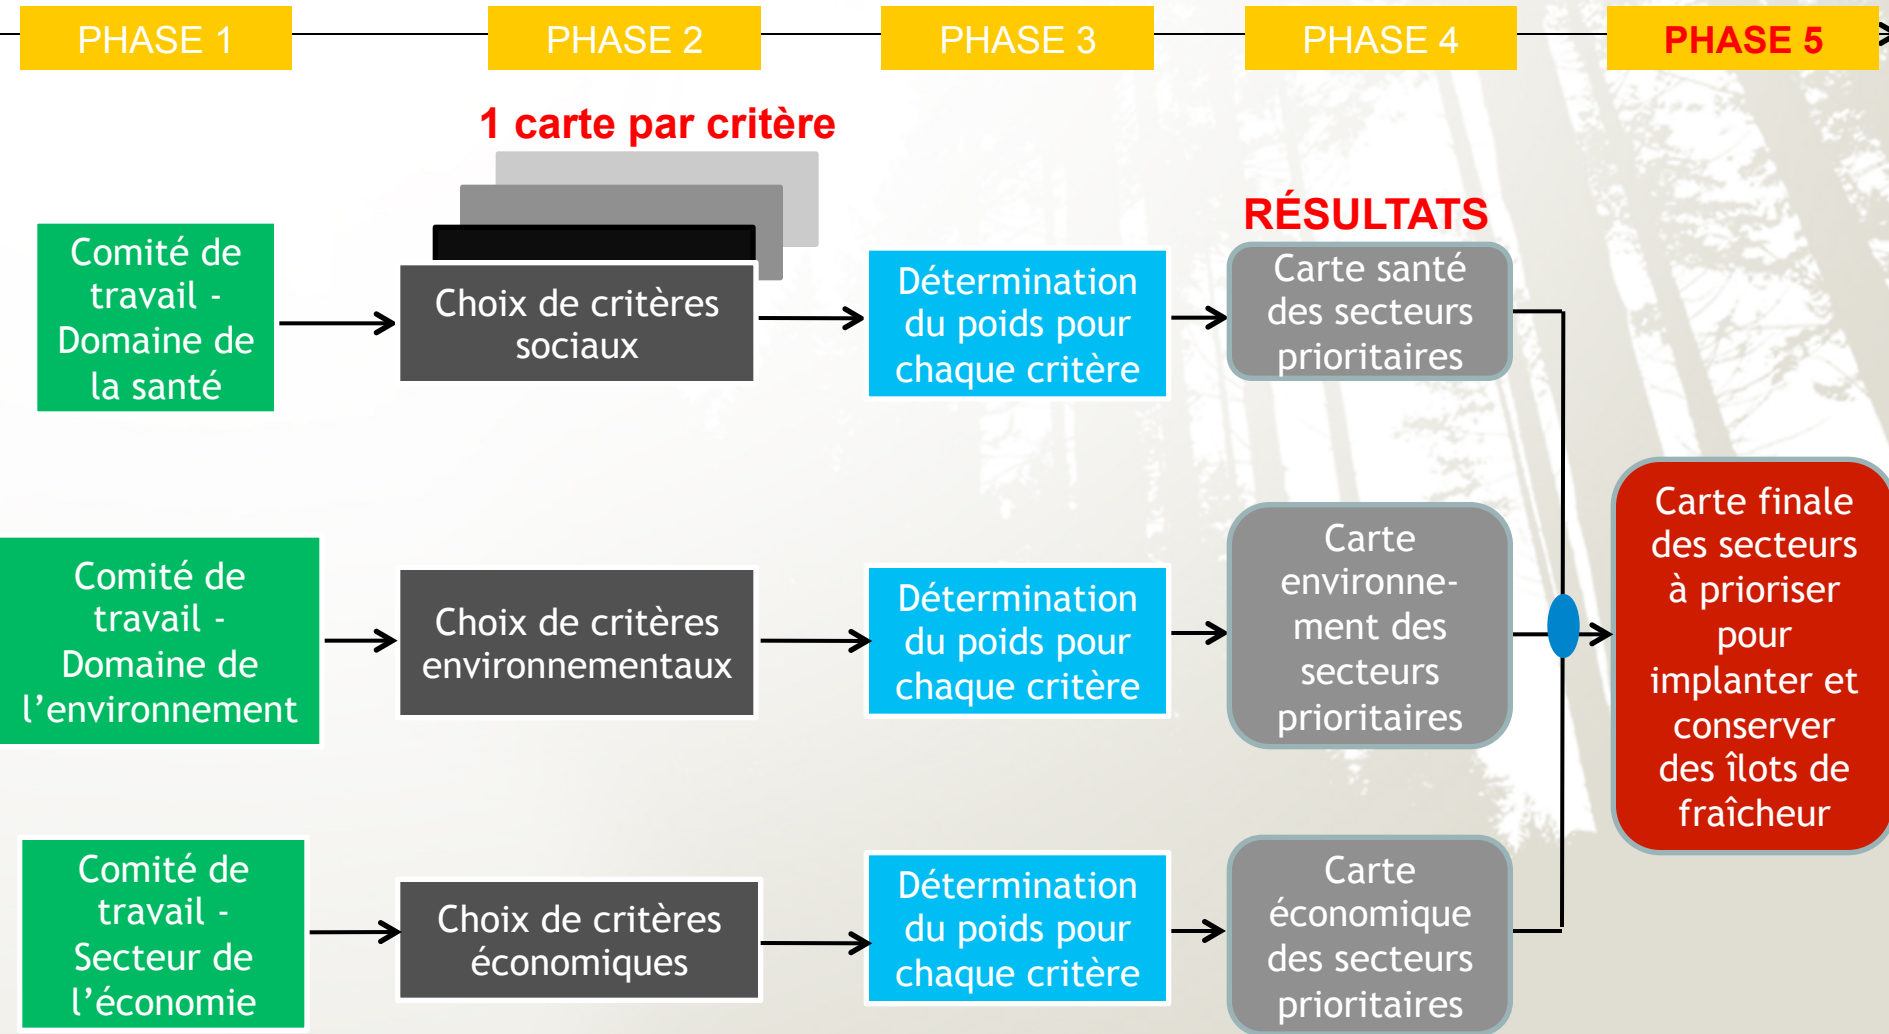 PHASE 1
PHASE 2
PHASE 3
PHASE 4
PHASE 5
1 carte par critère
RÉSULTATS
Comité de
travail -
Domaine de
la santé
Choix de critères
sociaux
Détermination
du poids pour
chaque critère
Carte santé
des secteurs
prioritaires
Comité de
travail -
Domaine de
l’environnement
Choix de critères
environnementaux
Détermination
du poids pour
chaque critère
Carte
environne-
ment des
secteurs
prioritaires
Comité de
travail -
Secteur de
l’économie
Choix de critères
économiques
Détermination
du poids pour
chaque critère
Carte
économique
des secteurs
prioritaires
Carte finale
des secteurs
à prioriser
pour
implanter et
conserver
des îlots de
fraîcheur